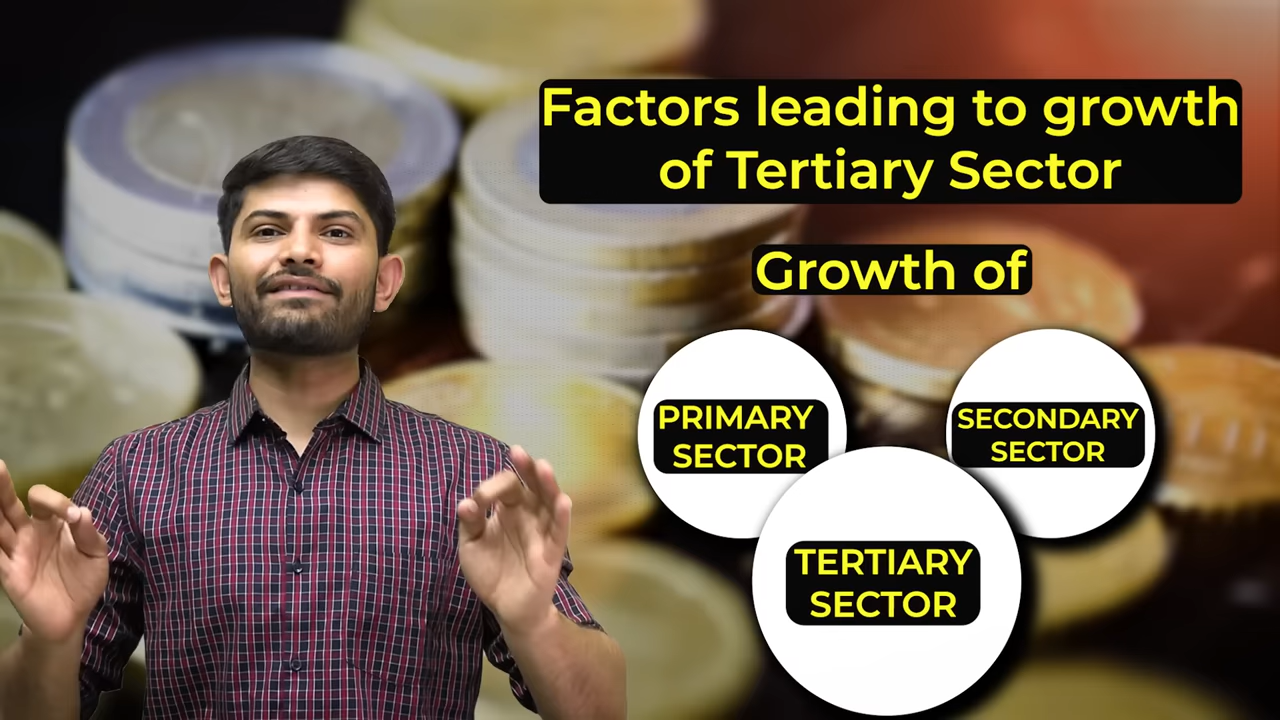 Factors leading to growth
of Tertiary Sector
Growth of
PRIMARY
SECTOR
SECONDARY
SECTOR
TERTIARY
SECTOR